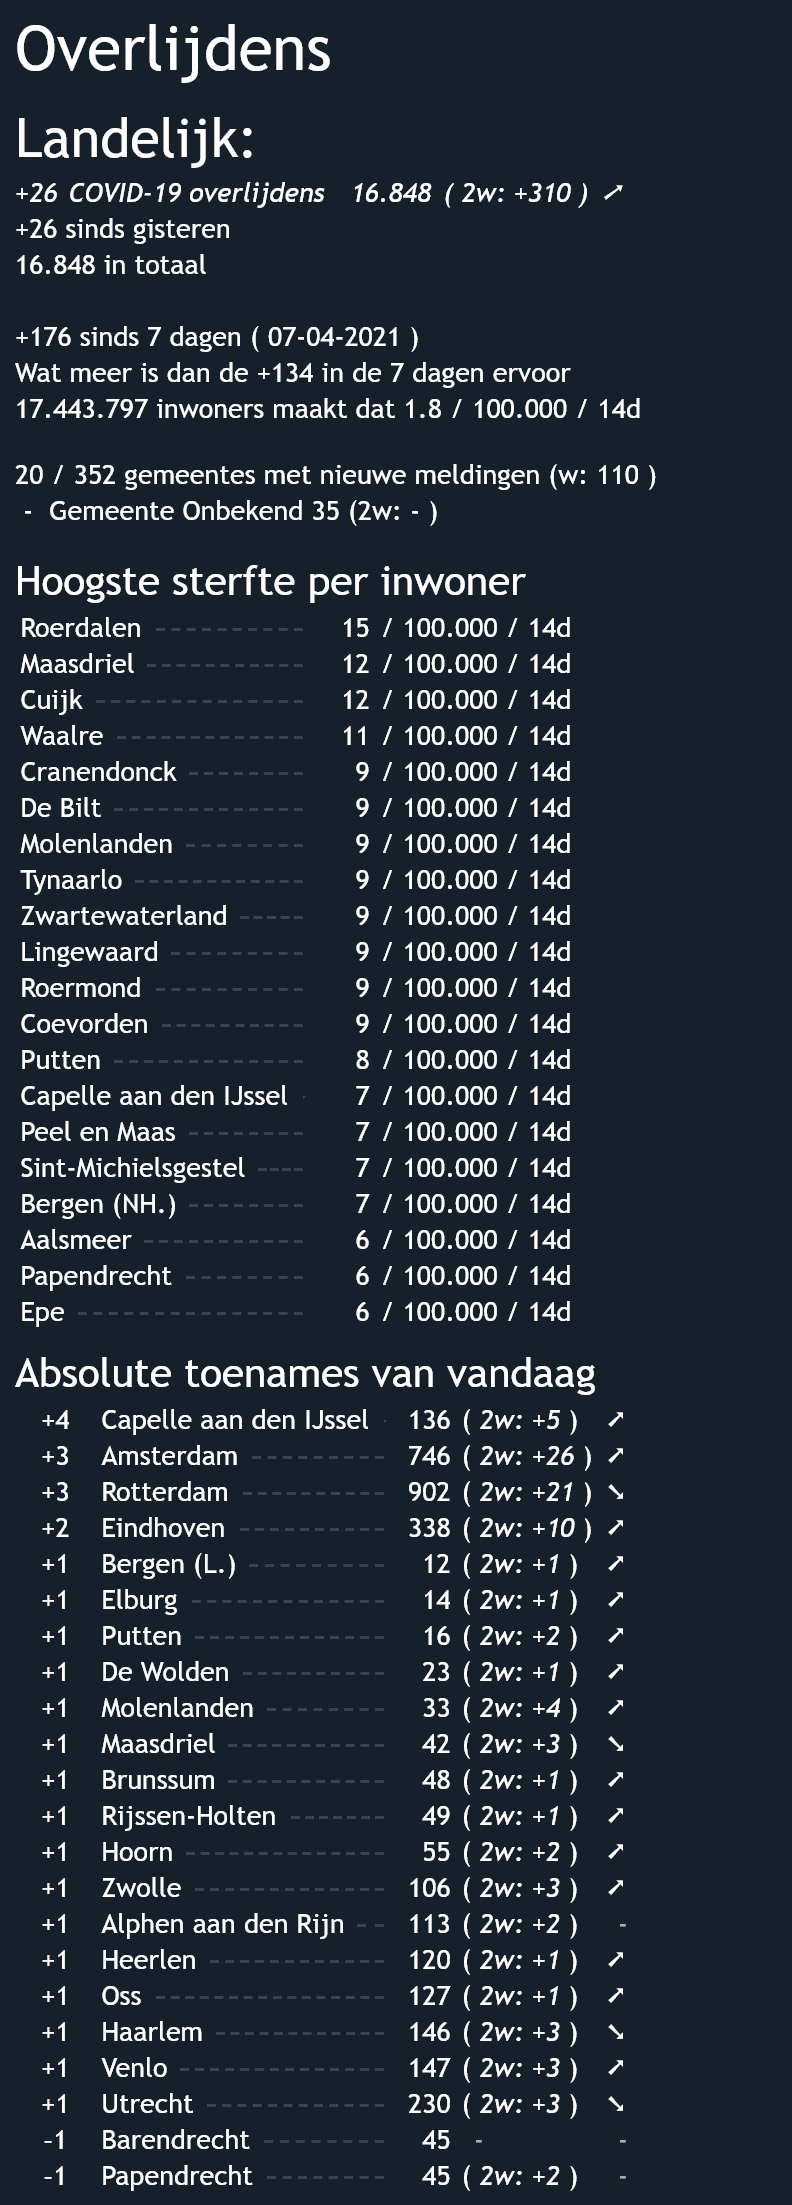 Overlijdens
Landelijk:
+26 COVID-19 overlijdens 16.848 ( 2w: +310 ) ➚
+26 sinds gisteren
16.848 in totaal
+176 sinds 7 dagen ( 07-04-2021 )
Wat meer is dan de +134 in de 7 dagen ervoor
17.443.797 inwoners maakt dat 1.8 / 100.000 / 14d
20 / 352 gemeentes met nieuwe meldingen (w: 110 )
- Gemeente Onbekend 35 (2w: - )
Hoogste sterfte per inwoner
Roerdalen ---------- 15 / 100.000 / 14d
Maasdriel ----------- 12 / 100.000 / 14d
Cuijk -------------- 12 / 100.000 / 14d
Waalre ------------- 11 / 100.000 / 14d
Cranendonck -------- 9 / 100.000 / 14d
De Bilt ------------- 9 / 100.000 / 14d
Molenlanden -------- 9 / 100.000 / 14d
Tynaarlo ----------- 9 / 100.000 / 14d
Zwartewaterland ----- 9 / 100.000 / 14d
Lingewaard --------- 9 / 100.000 / 14d
Roermond ---------- 9 / 100.000 / 14d
Coevorden ---------- 9 / 100.000 / 14d
Putten ------------- 8 / 100.000 / 14d
Capelle aan den IJssel - 7 / 100.000 / 14d
Peel en Maas -------- 7 / 100.000 / 14d
Sint-Michielsgestel ---- 7 / 100.000 / 14d
Bergen (NH.) -------- 7 / 100.000 / 14d
Aalsmeer ----------- 6 / 100.000 / 14d
Papendrecht -------- 6 / 100.000 / 14d
Epe --------------- 6 / 100.000 / 14d
Absolute toenames van vandaag
+4 Capelle aan den IJssel - 136 ( 2w: +5 ) ➚
+3 Amsterdam --------- 746 ( 2w: +26 ) ➚
+3 Rotterdam ---------- 902 ( 2w: +21 ) ➘
+2 Eindhoven ---------- 338 ( 2w: +10 ) ➚
+1 Bergen (L.) --------- 12 ( 2w: +1 ) ➚
+1 Elburg ------------- 14 ( 2w: +1 ) ➚
+1 Putten ------------- 16 ( 2w: +2 ) ➚
+1 De Wolden ---------- 23 ( 2w: +1 ) ➚
+1 Molenlanden -------- 33 ( 2w: +4 ) ➚
+1 Maasdriel ----------- 42 ( 2w: +3 ) ➘
+1 Brunssum ----------- 48 ( 2w: +1 ) ➚
+1 Rijssen-Holten ------- 49 ( 2w: +1 ) ➚
+1 Hoorn -------------- 55 ( 2w: +2 ) ➚
+1 Zwolle ------------- 106 ( 2w: +3 ) ➚
+1 Alphen aan den Rijn -- 113 ( 2w: +2 ) -
+1 Heerlen ------------ 120 ( 2w: +1 ) ➚
+1 Oss --------------- 127 ( 2w: +1 ) ➚
+1 Haarlem ----------- 146 ( 2w: +3 ) ➘
+1 Venlo -------------- 147 ( 2w: +3 ) ➚
+1 Utrecht ------------ 230 ( 2w: +3 ) ➘
-1 Barendrecht -------- 45 - -
-1 Papendrecht -------- 45 ( 2w: +2 ) -